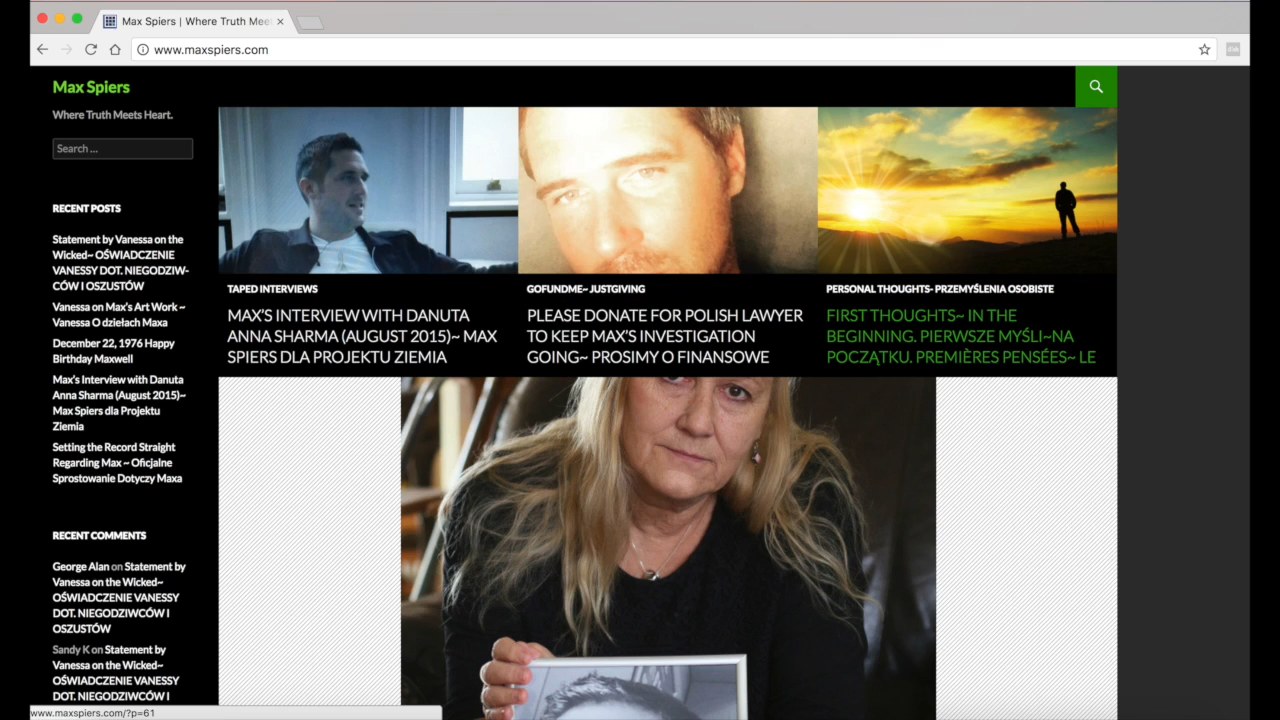 Max Spiers | Where Truth Mee
www.maxspiers.com
Max Spiers
Where Truth Meets Heart.
Search ...
RECENT POSTS
Statement by Vanessa on the
Wicked~ OŚWIADCZENIE
VANESSY DOT. NIEGODZIW-
CÓW I OSZUSTÓW
Vanessa on Max's Art Work ~
Vanessa O dziełach Maxa
December 22, 1976 Happy
Birthday Maxwell
Max's Interview with Danuta
Anna Sharma (August 2015)~
Max Spiers dla Projektu
Ziemia
Setting the Record Straight
Regarding Max ~ Oficjalne
Sprostowanie Dotyczy Maxa
RECENT COMMENTS
George Alan on Statement by
Vanessa on the Wicked~
OŚWIADCZENIE VANESSY
DOT. NIEGODZIWCÓW I
OSZUSTÓW
Sandy K on Statement by
Vanessa on the Wicked~
OŚWIADCZENIE VANESSY
DOT. NIEGODZIWCÓW I
TAPED INTERVIEWS
MAX'S INTERVIEW WITH DANUTA
ANNA SHARMA (AUGUST 2015)~ MAX
SPIERS DLA PROJEKTU ZIEMIA
GOFUNDME~ JUSTGIVING
PLEASE DONATE FOR POLISH LAWYER
TO KEEP MAX'S INVESTIGATION
GOING~ PROSIMY O FINANSOWE
PERSONAL THOUGHTS- PRZEMYŚLENIA OSOBISTE
FIRST THOUGHTS~ IN THE
BEGINNING. PIERWSZE MYŚLI~NA
POCZĄTKU. PREMIÈRES PENSÉES~ LE
www.maxspiers.com/?p=61